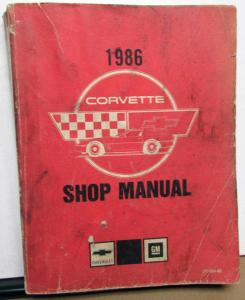 1986
CORVETTE
SHOP MANUAL
CHEVROLET
GM